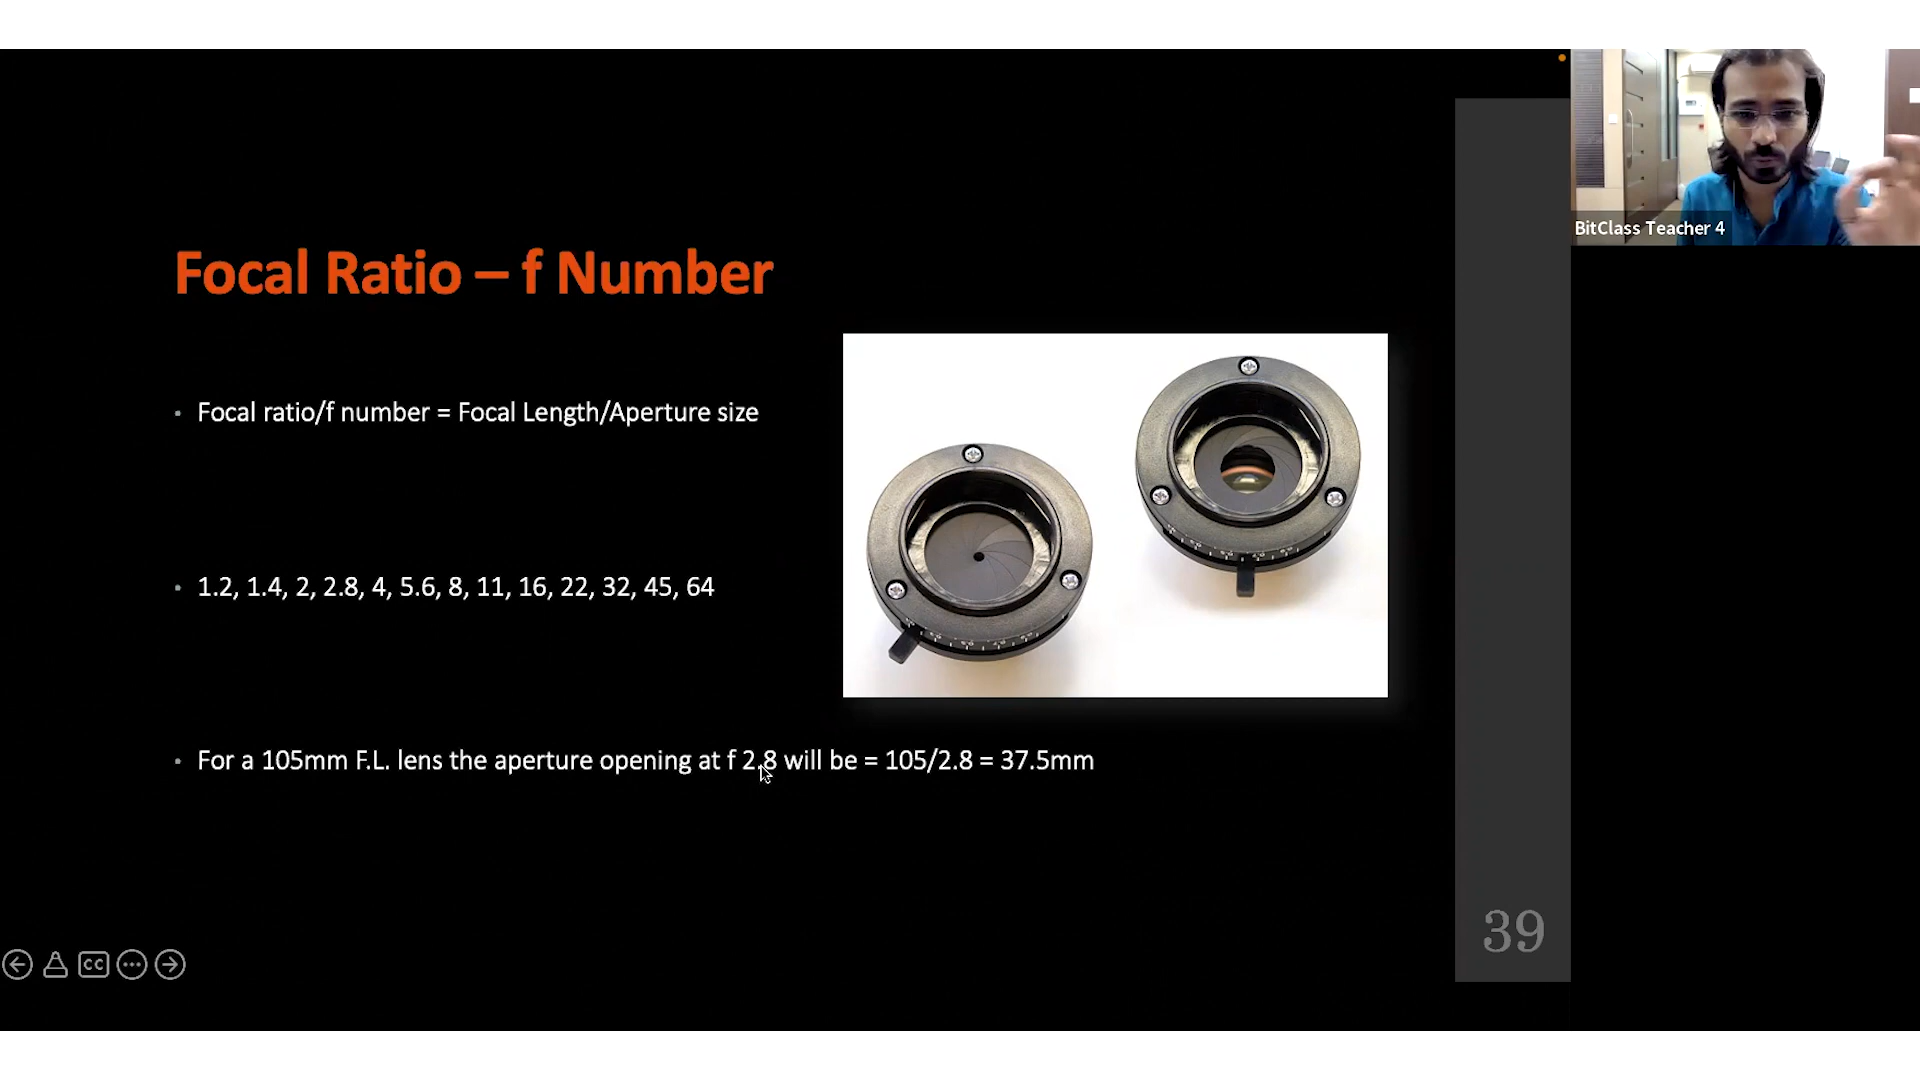 BitClass Teacher 4
Focal Ratio – f Number
• Focal ratio/f number = Focal Length/Aperture size
• 1.2, 1.4, 2, 2.8, 4, 5.6, 8, 11, 16, 22, 32, 45, 64
• For a 105mm F.L. lens the aperture opening at f 2.8 will be = 105/2.8 = 37.5mm
39
CC